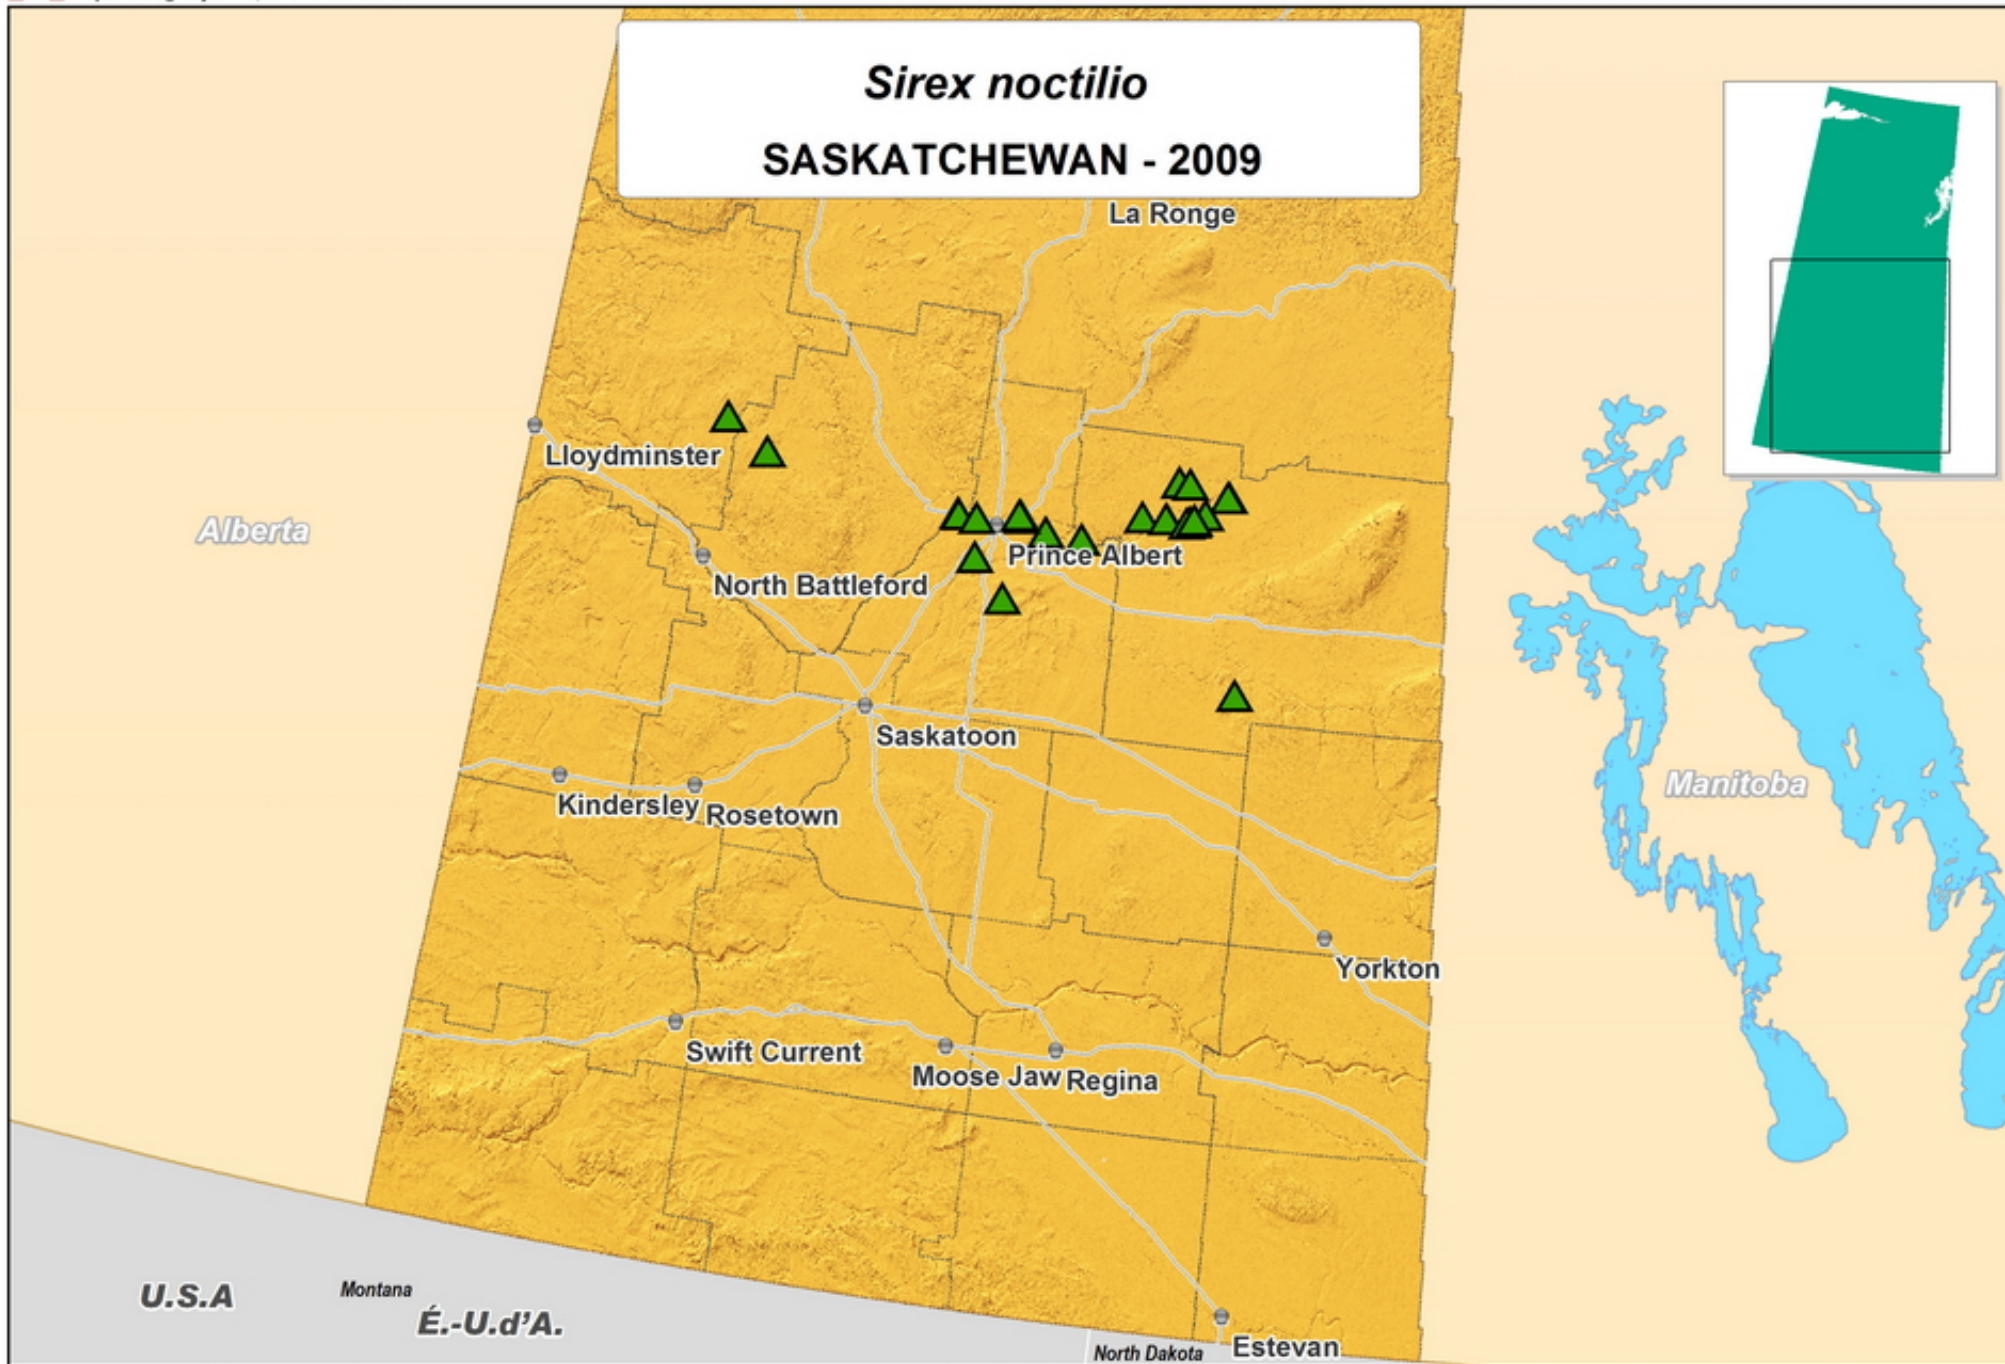 Sirex noctilio
SASKATCHEWAN - 2009
La Ronge
Lloydminster
Alberta
Prince Albert
North Battleford
Saskatoon
Manitoba
Kindersley
Rosetown
Yorkton
Swift Current
Moose Jaw
Regina
U.S.A
Montana
É.-U.d'A.
North Dakota
Estevan